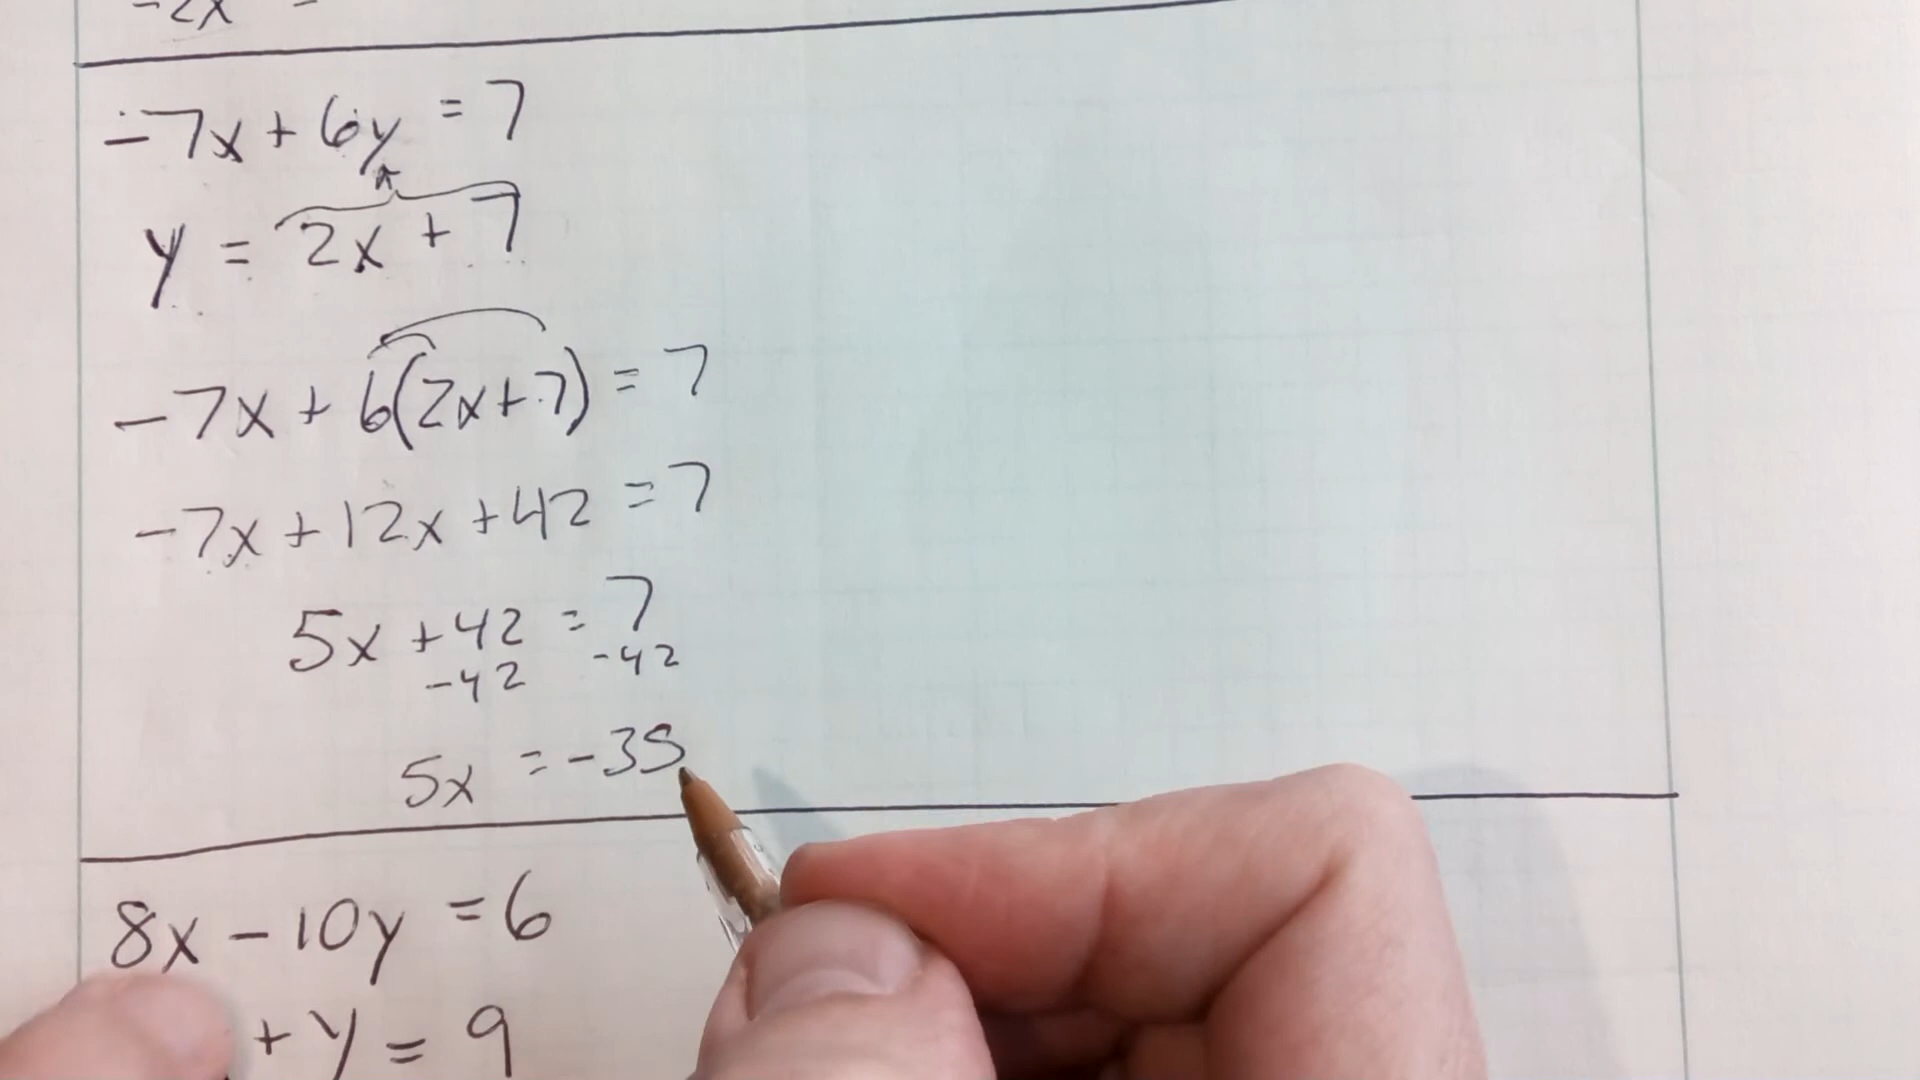 -2x =
-7x + 6y = 7
y = 2x + 7
-7x + 6(2x+7) = 7
-7x + 12x + 42 = 7
5x + 42 = 7
-42 -42
5x = -35
8x - 10y = 6
+ y = 9